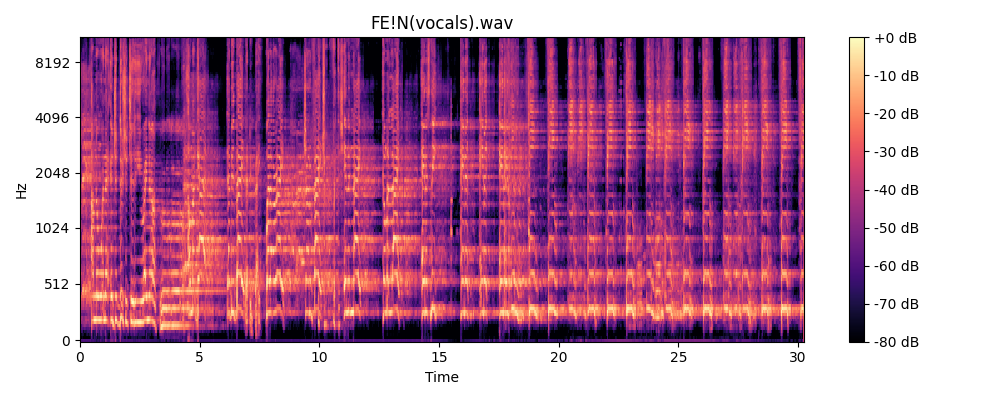 FE!N(vocals).wav
8192
4096
2048
1024
512
0
Hz
0 5 10 15 20 25 30
Time
+0 dB
-10 dB
-20 dB
-30 dB
-40 dB
-50 dB
-60 dB
-70 dB
-80 dB